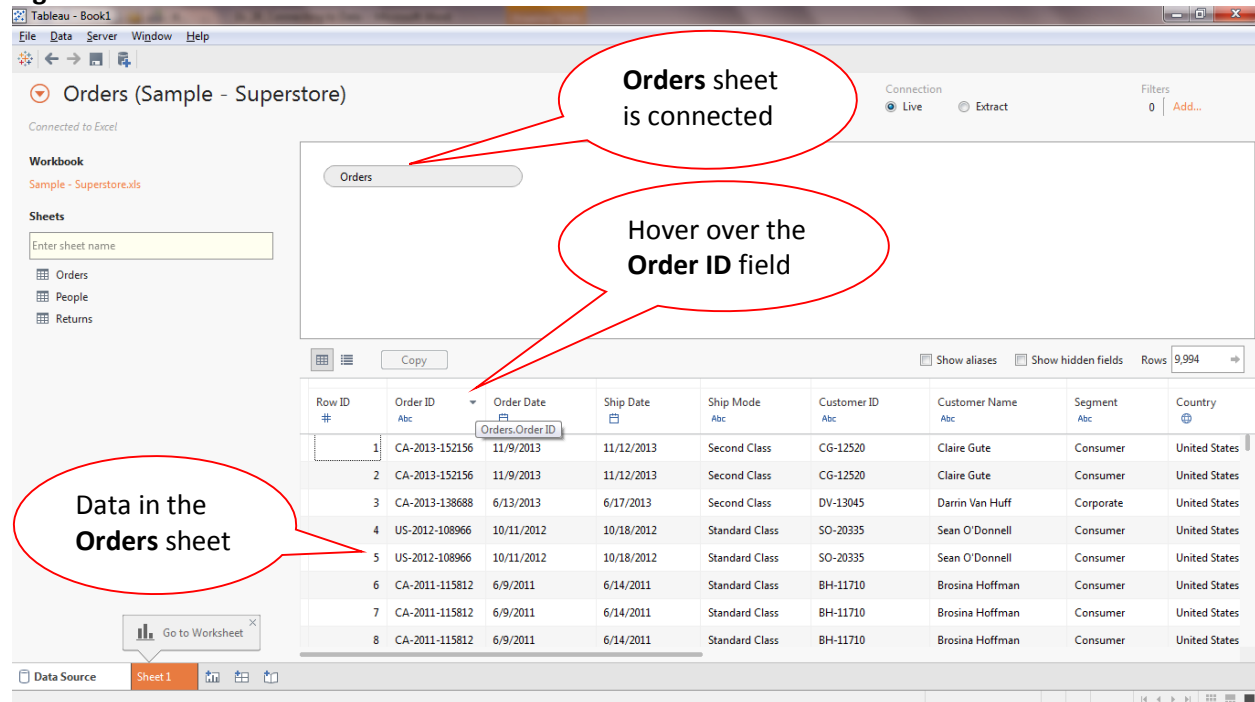 Tableau - Book1
File Data Server Window Help
Orders (Sample - Superstore)
Connected to Excel
Connection
Live Extract
Filters
0 Add...
Orders sheet
is connected
Workbook
Sample - Superstore.xls
Sheets
Enter sheet name
Orders
People
Returns
Orders
Hover over the
Order ID field
Copy
Show aliases Show hidden fields Rows 9,994
Row ID Order ID Order Date Ship Date Ship Mode Customer ID Customer Name Segment Country
# Abc Abc Abc Abc Abc
Orders.Order ID
1 CA-2013-152156 11/9/2013 11/12/2013 Second Class CG-12520 Claire Gute Consumer United States
2 CA-2013-152156 11/9/2013 11/12/2013 Second Class CG-12520 Claire Gute Consumer United States
3 CA-2013-138688 6/13/2013 6/17/2013 Second Class DV-13045 Darrin Van Huff Corporate United States
4 US-2012-108966 10/11/2012 10/18/2012 Standard Class SO-20335 Sean O'Donnell Consumer United States
5 US-2012-108966 10/11/2012 10/18/2012 Standard Class SO-20335 Sean O'Donnell Consumer United States
6 CA-2011-115812 6/9/2011 6/14/2011 Standard Class BH-11710 Brosina Hoffman Consumer United States
7 CA-2011-115812 6/9/2011 6/14/2011 Standard Class BH-11710 Brosina Hoffman Consumer United States
8 CA-2011-115812 6/9/2011 6/14/2011 Standard Class BH-11710 Brosina Hoffman Consumer United States
Data in the
Orders sheet
Go to Worksheet
Data Source Sheet 1